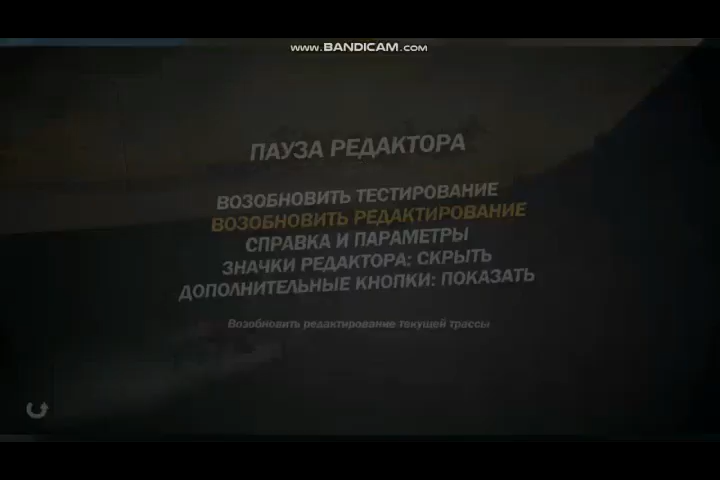 www.BANDICAM.com
ПАУЗА РЕДАКТОРА
ВОЗОБНОВИТЬ ТЕСТИРОВАНИЕ
ВОЗОБНОВИТЬ РЕДАКТИРОВАНИЕ
СПРАВКА И ПАРАМЕТРЫ
ЗНАЧКИ РЕДАКТОРА: СКРЫТЬ
ДОПОЛНИТЕЛЬНЫЕ КНОПКИ: ПОКАЗАТЬ
Возобновить редактирование текущей трассы